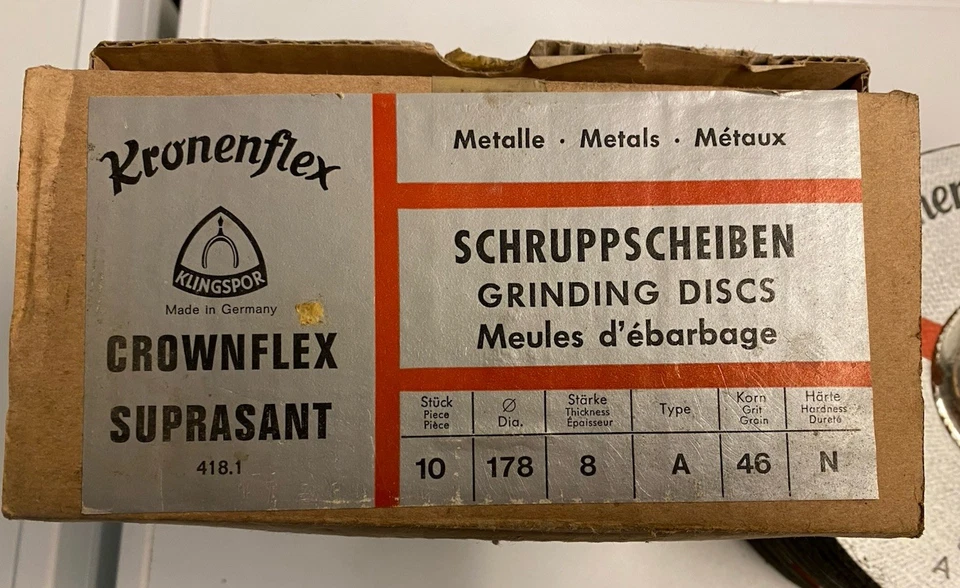 Kronenflex
KLINGSPOR
Made in Germany
CROWNFLEX
SUPRASANT
418.1
Metalle · Metals · Métaux
SCHRUPPSCHEIBEN
GRINDING DISCS
Meules d'ébarbage
Stück Piece Pièce
Ø Dia.
Stärke Thickness Épaisseur
Type
Korn Grit Grain
Härte Hardness Dureté
10 178 8 A 46 N
A